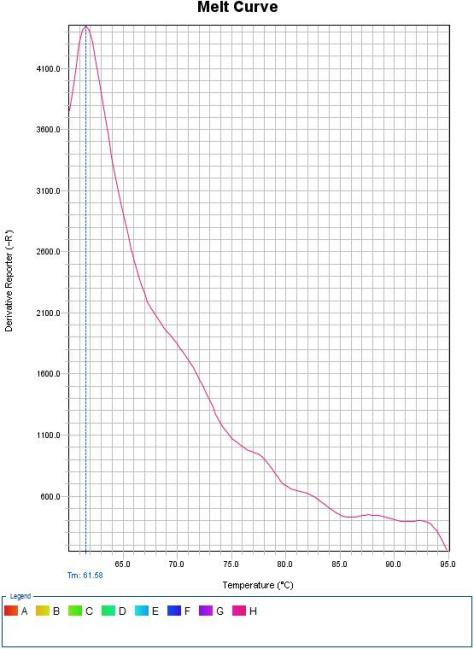 Melt Curve
4100.0
3600.0
3100.0
2600.0
2100.0
1600.0
1100.0
600.0
Derivative Reporter (-R')
65.0 70.0 75.0 80.0 85.0 90.0 95.0
Tm: 61.58
Temperature (°C)
Legend
A B C D E F G H